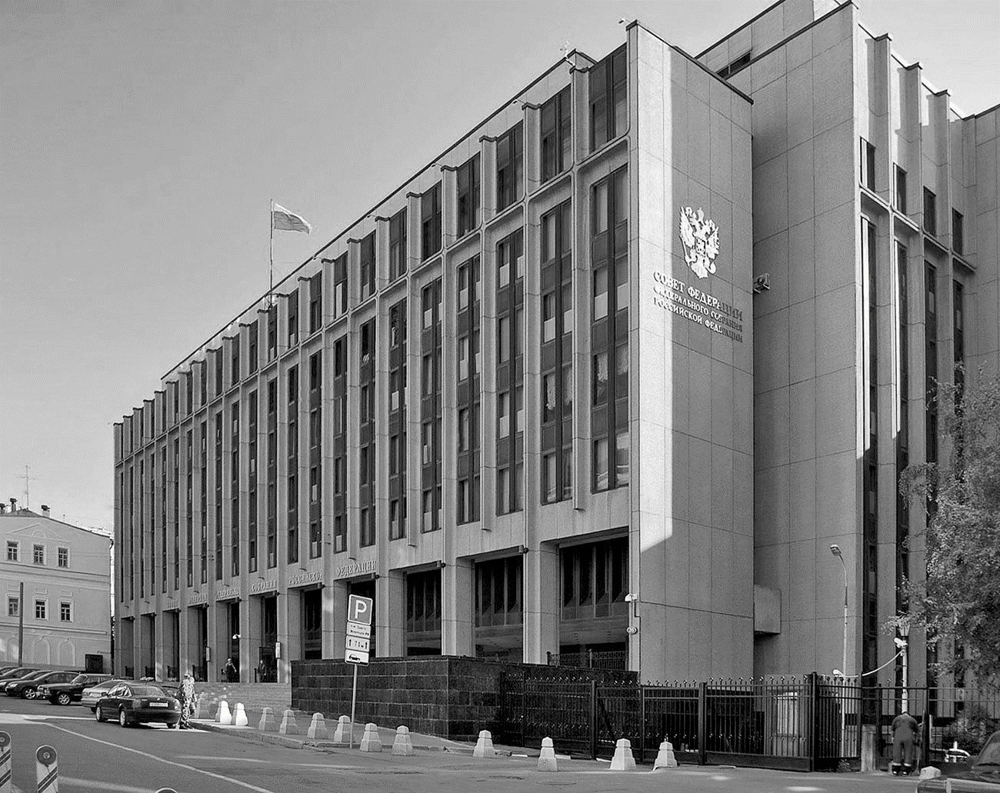 СОВЕТ ФЕДЕРАЦИИ
ФЕДЕРАЛЬНОГО СОБРАНИЯ
РОССИЙСКОЙ ФЕДЕРАЦИИ
СОБРАНИЯ РОССИЙСКОЙ ФЕДЕРАЦИИ
P